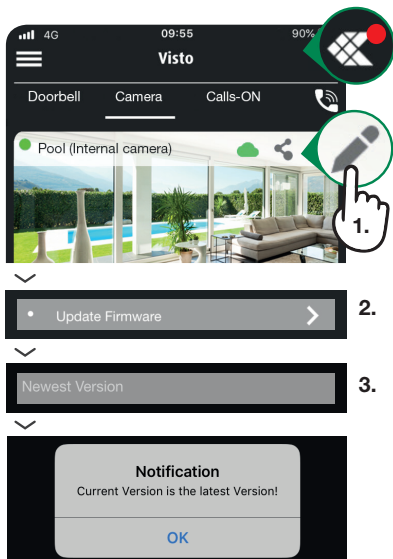 4G 09:55 90%
Visto
Doorbell Camera Calls-ON
Pool (Internal camera)
1.
• Update Firmware
2.
Newest Version
3.
Notification
Current Version is the latest Version!
OK